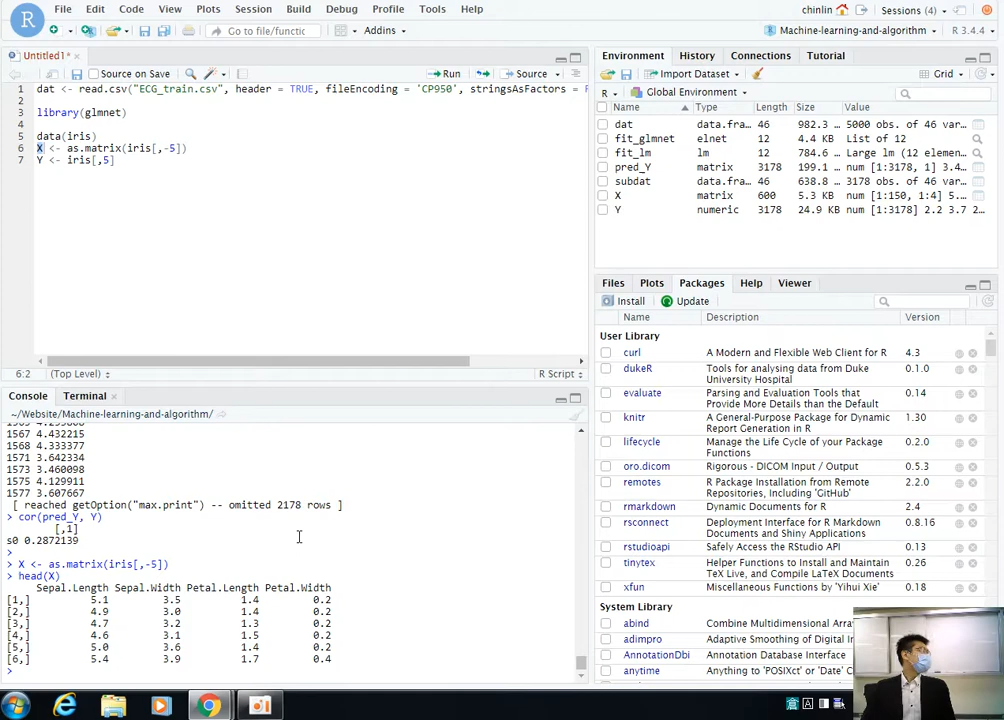 File Edit Code View Plots Session Build Debug Profile Tools Help
chinlin Sessions (4)
R
Go to file/functic Addins
Machine-learning-and-algorithm R 3.4.4
Untitled1*
Source on Save Run Source
1 dat <- read.csv("ECG_train.csv", header = TRUE, fileEncoding = 'CP950', stringsAsFactors = F
2
3 library(glmnet)
4
5 data(iris)
6 X <- as.matrix(iris[,-5])
7 Y <- iris[,5]
6:2 (Top Level) R Script
Console Terminal
~/Website/Machine-learning-and-algorithm/
1567 4.432215
1568 4.333377
1571 3.642334
1573 3.460098
1575 4.129911
1577 3.607667
[ reached getOption("max.print") -- omitted 2178 rows ]
> cor(pred_Y, Y)
[,1]
s0 0.2872139
>
> X <- as.matrix(iris[,-5])
> head(X)
Sepal.Length Sepal.Width Petal.Length Petal.Width
[1,] 5.1 3.5 1.4 0.2
[2,] 4.9 3.0 1.4 0.2
[3,] 4.7 3.2 1.3 0.2
[4,] 4.6 3.1 1.5 0.2
[5,] 5.0 3.6 1.4 0.2
[6,] 5.4 3.9 1.7 0.4
>
Environment History Connections Tutorial
Import Dataset Grid
R Global Environment
Name Type Length Size Value
dat data.fra… 46 982.3 … 5000 obs. of 46 var…
fit_glmnet elnet 12 4.4 KB List of 12
fit_lm lm 12 784.6 … Large lm (12 elemen…
pred_Y matrix 3178 199.1 … num [1:3178, 1] 3.4…
subdat data.fra… 46 638.8 … 3178 obs. of 46 var…
X matrix 600 5.3 KB num [1:150, 1:4] 5.…
Y numeric 3178 24.9 KB num [1:3178] 2.2 3.7 2…
Files Plots Packages Help Viewer
Install Update
Name Description Version
User Library
curl A Modern and Flexible Web Client for R 4.3
dukeR Tools for analysing data from Duke University Hospital 0.1.0
evaluate Parsing and Evaluation Tools that Provide More Details than the Default 0.14
knitr A General-Purpose Package for Dynamic Report Generation in R 1.30
lifecycle Manage the Life Cycle of your Package Functions 0.2.0
oro.dicom Rigorous - DICOM Input / Output 0.5.3
remotes R Package Installation from Remote Repositories, Including 'GitHub' 2.2.0
rmarkdown Dynamic Documents for R 2.4
rsconnect Deployment Interface for R Markdown Documents and Shiny Applications 0.8.16
rstudioapi Safely Access the RStudio API 0.13
tinytex Helper Functions to Install and Maintain TeX Live, and Compile LaTeX Documents 0.26
xfun Miscellaneous Functions by 'Yihui Xie' 0.18
System Library
abind Combine Multidimensional Arra
adimpro Adaptive Smoothing of Digital I
AnnotationDbi Annotation Database Interface
anytime Anything to 'POSIXct' or 'Date' C